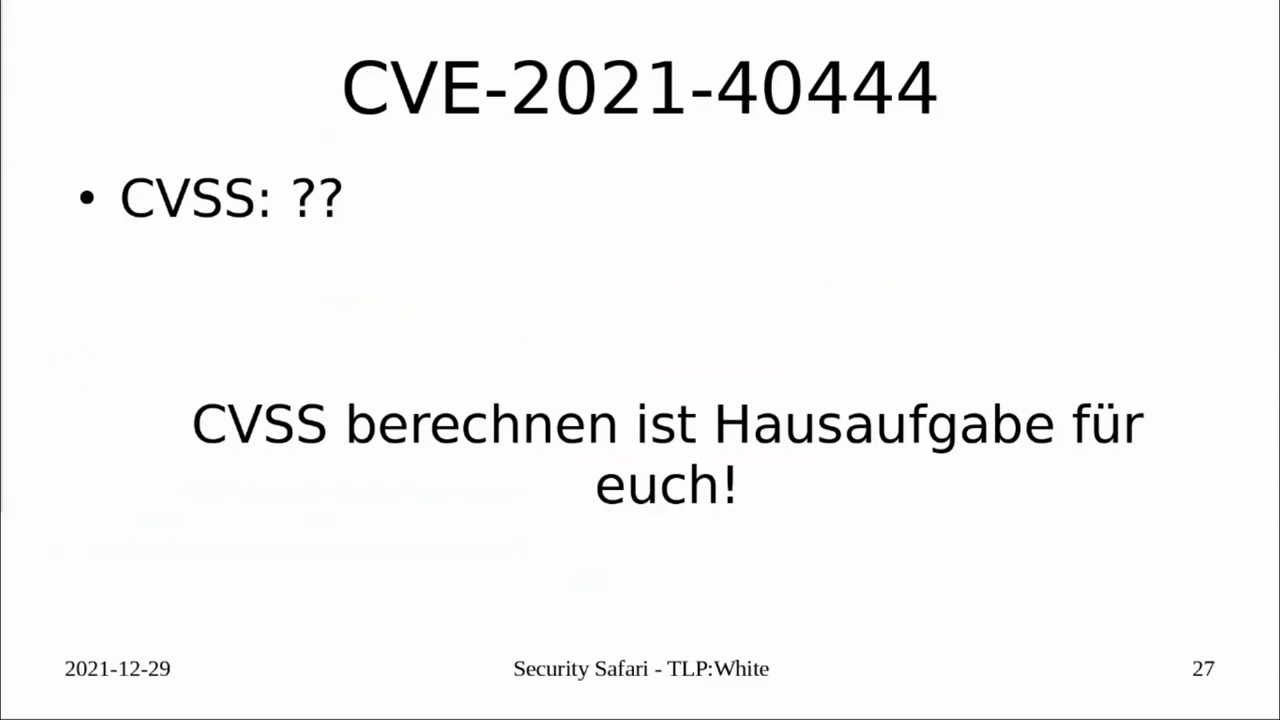 CVE-2021-40444
• CVSS: ??
CVSS berechnen ist Hausaufgabe für
euch!
2021-12-29
Security Safari - TLP:White
27